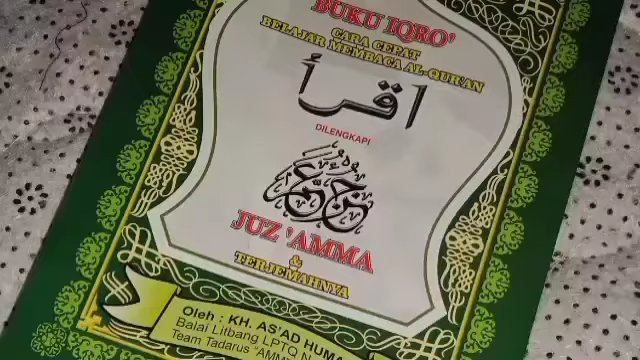 BUKU IQRO'
CARA CEPAT
BELAJAR MEMBACA AL-QUR'AN
اقرأ
DILENGKAPI
جزء عم
JUZ 'AMMA
&
TERJEMAHNYA
Oleh : KH. AS'AD HUMA
Balai Litbang LPTQ N
Team Tadarus "AMM